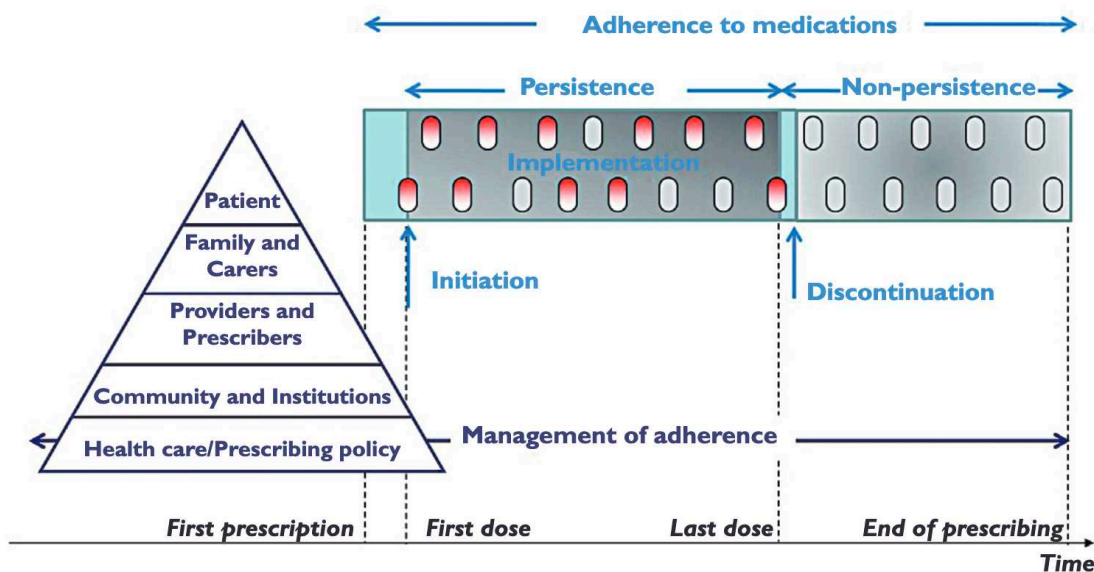 Adherence to medications
Persistence
Non-persistence
Implementation
Patient
Family and
Carers
Initiation
Discontinuation
Providers and
Prescribers
Community and Institutions
Management of adherence
Health care/Prescribing policy
First prescription
First dose
Last dose
End of prescribing
Time